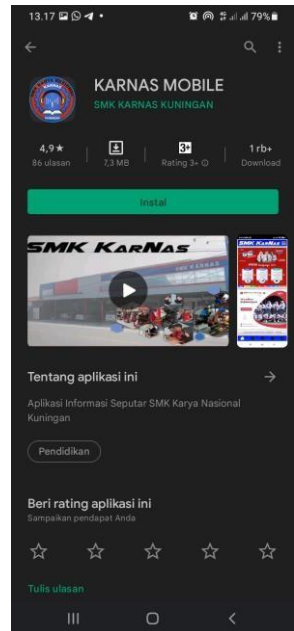 13.17
79%
KARNAS MOBILE
SMK KARNAS KUNINGAN
4,9★
86 ulasan
7,3 MB
3+
Rating 3+
1 rb+
Download
Instal
SMK KARNAS
SMK KARNAS
Tentang aplikasi ini
Aplikasi Informasi Seputar SMK Karya Nasional
Kuningan
Pendidikan
Beri rating aplikasi ini
Sampaikan pendapat Anda
Tulis ulasan